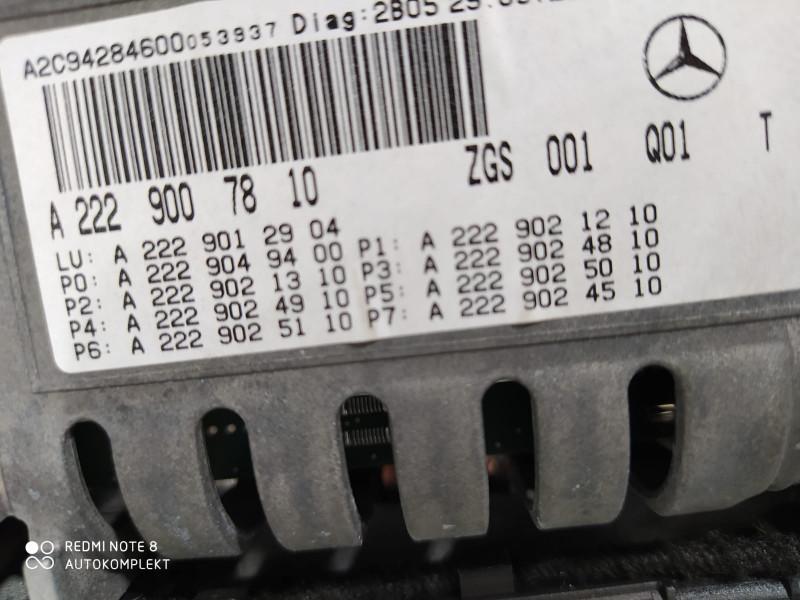 A2C94284600053937 Diag:2B05
A 222 900 78 10 ZGS 001 Q01 T
LU: A 222 901 29 04
P0: A 222 904 94 00 P1: A 222 902 12 10
P2: A 222 902 13 10 P3: A 222 902 48 10
P4: A 222 902 49 10 P5: A 222 902 50 10
P6: A 222 902 51 10 P7: A 222 902 45 10
REDMI NOTE 8
AUTOKOMPLEKT